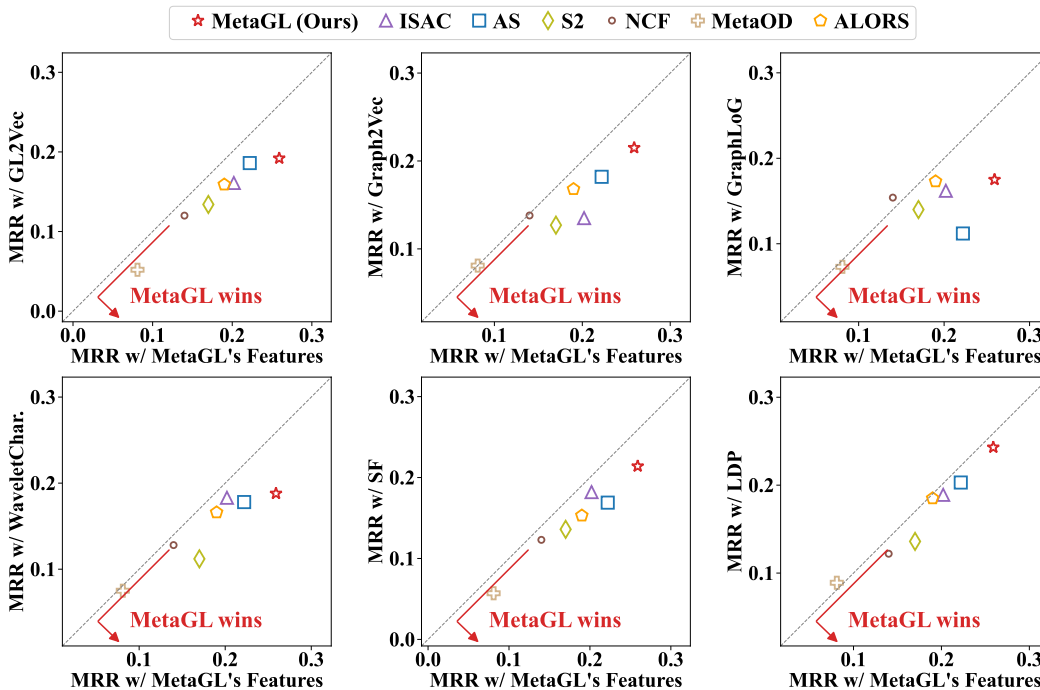 MetaGL (Ours) ISAC AS S2 NCF MetaOD ALORS
MRR w/ GL2Vec
0.3
0.2
0.1
0.0
MetaGL wins
0.0 0.1 0.2 0.3
MRR w/ MetaGL's Features
MRR w/ Graph2Vec
0.3
0.2
0.1
MetaGL wins
0.1 0.2 0.3
MRR w/ MetaGL's Features
MRR w/ GraphLoG
0.3
0.2
0.1
MetaGL wins
0.1 0.2 0.3
MRR w/ MetaGL's Features
MRR w/ WaveletChar.
0.3
0.2
0.1
MetaGL wins
0.1 0.2 0.3
MRR w/ MetaGL's Features
MRR w/ SF
0.3
0.2
0.1
0.0
MetaGL wins
0.0 0.1 0.2 0.3
MRR w/ MetaGL's Features
MRR w/ LDP
0.3
0.2
0.1
MetaGL wins
0.1 0.2 0.3
MRR w/ MetaGL's Features